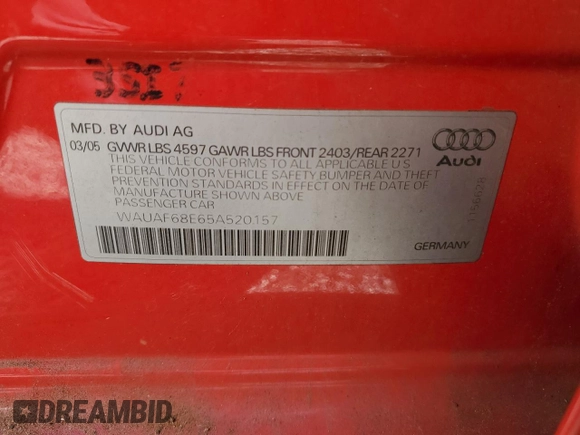 MFD. BY AUDI AG
03/05 GVWR LBS 4597 GAWR LBS FRONT 2403/REAR 2271
THIS VEHICLE CONFORMS TO ALL APPLICABLE US
FEDERAL MOTOR VEHICLE SAFETY BUMPER AND THEFT
PREVENTION STANDARDS IN EFFECT ON THE DATE OF
MANUFACTURE SHOWN ABOVE
PASSENGER CAR
WAUAF68E65A520157
Audi
GERMANY
DREAMBID.